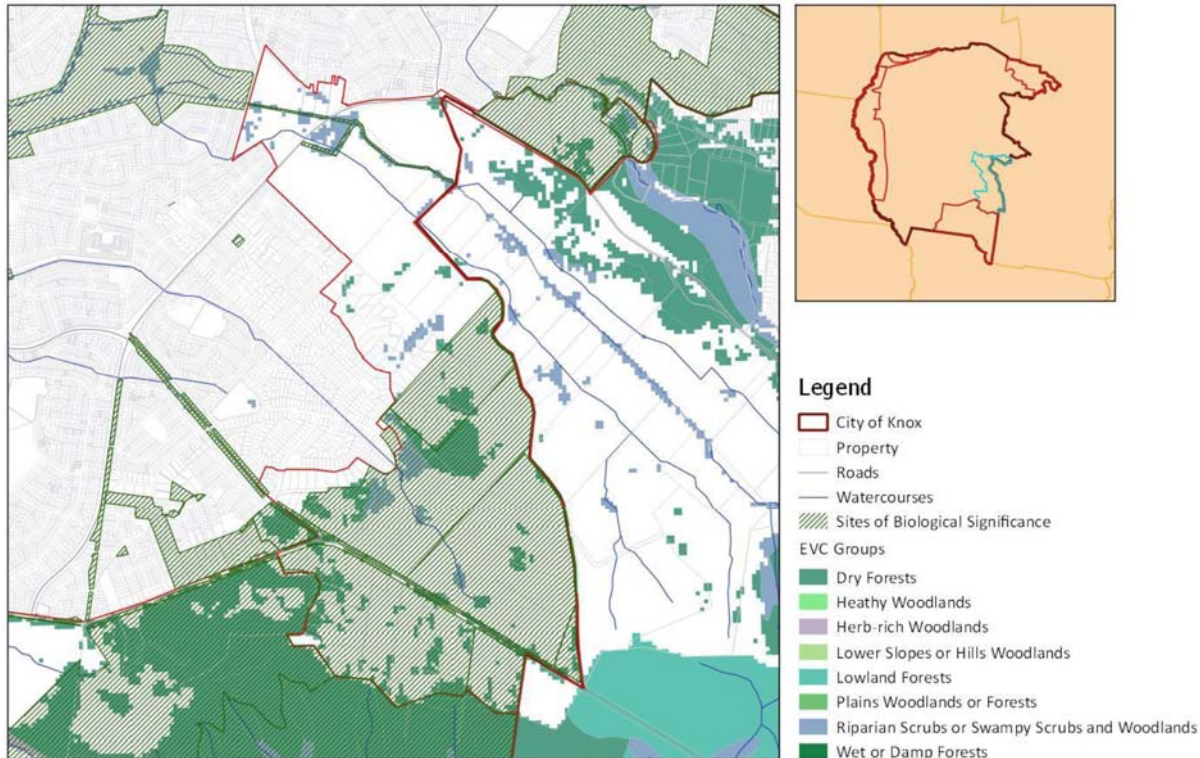 Legend
City of Knox
Property
Roads
Watercourses
Sites of Biological Significance
EVC Groups
Dry Forests
Heathy Woodlands
Herb-rich Woodlands
Lower Slopes or Hills Woodlands
Lowland Forests
Plains Woodlands or Forests
Riparian Scrubs or Swampy Scrubs and Woodlands
Wet or Damp Forests